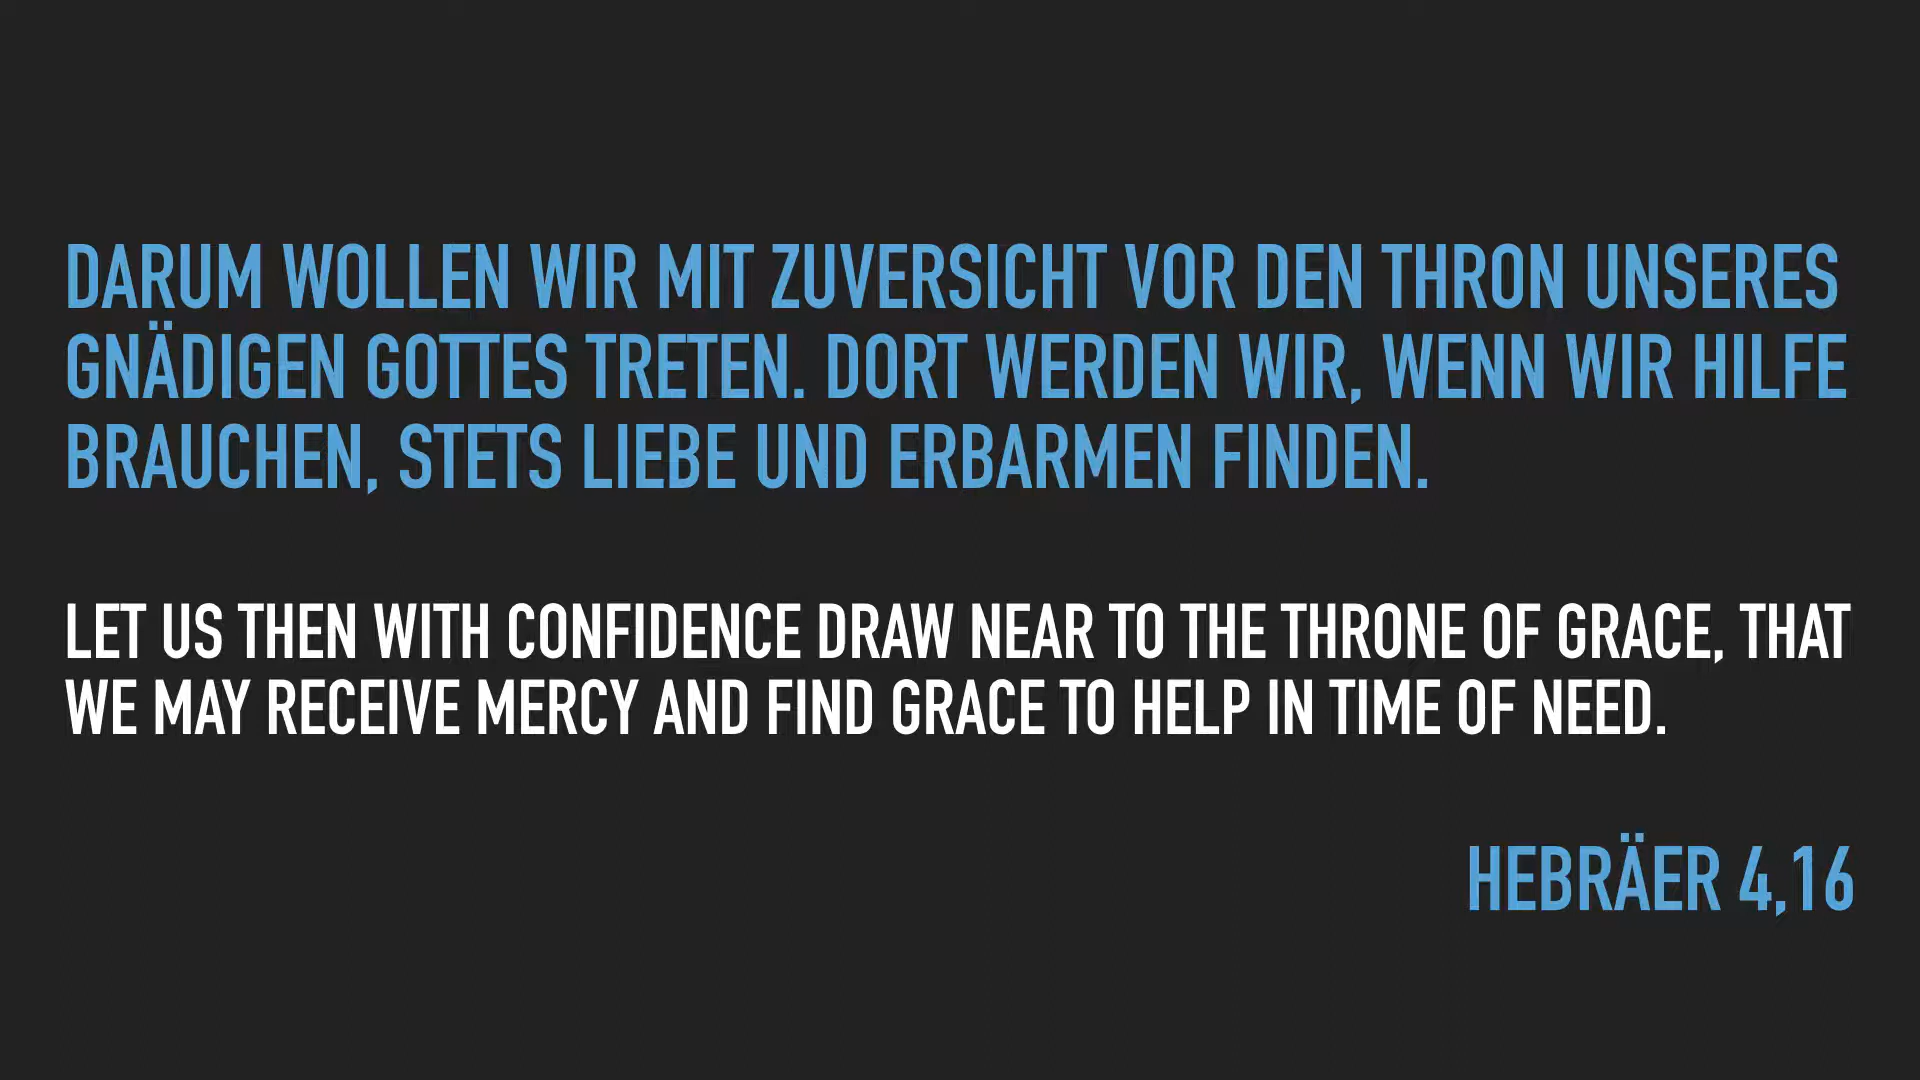 DARUM WOLLEN WIR MIT ZUVERSICHT VOR DEN THRON UNSERES
GNÄDIGEN GOTTES TRETEN. DORT WERDEN WIR, WENN WIR HILFE
BRAUCHEN, STETS LIEBE UND ERBARMEN FINDEN.
LET US THEN WITH CONFIDENCE DRAW NEAR TO THE THRONE OF GRACE, THAT
WE MAY RECEIVE MERCY AND FIND GRACE TO HELP IN TIME OF NEED.
HEBRÄER 4,16